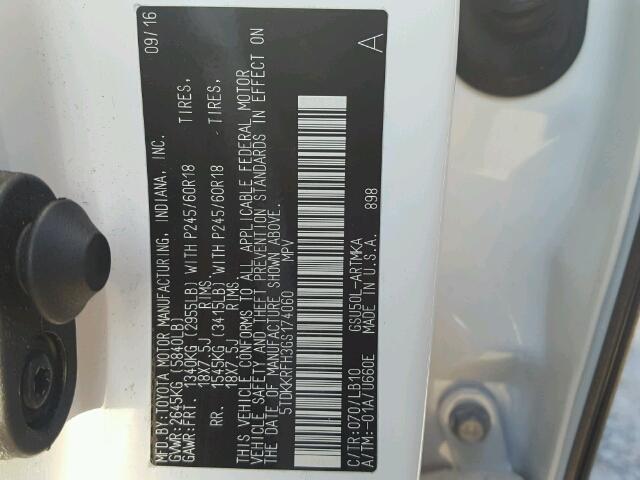 MFD.BY:TOYOTA MOTOR MANUFACTURING, INDIANA, INC. 09/16
GVWR:2645KG (5840LB)
GAWR:FRT. 1340KG (2955LB) WITH P245/60R18 TIRES,
18X7.5J RIMS,
RR. 1545KG (3415LB) WITH P245/60R18 TIRES,
18X7.5J RIMS.
THIS VEHICLE CONFORMS TO ALL APPLICABLE FEDERAL MOTOR
VEHICLE SAFETY AND THEFT PREVENTION STANDARDS IN EFFECT ON
THE DATE OF MANUFACTURE SHOWN ABOVE.
5TDKKRFH3GS174060 MPV
C/TR:070/LB10 GSU50L-ARTMKA 898 A
A/TM:-01A/U660E MADE IN U.S.A.